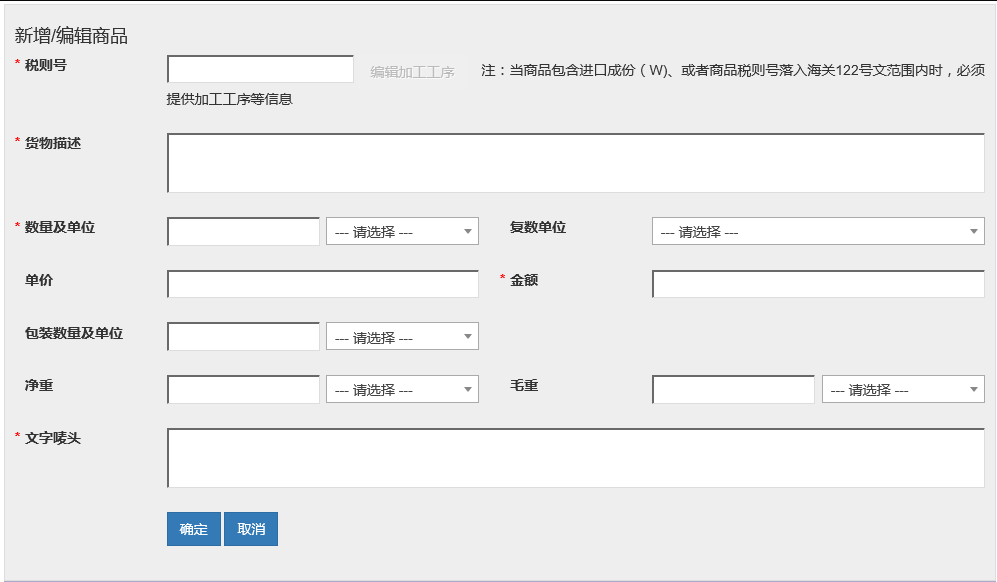 新增/编辑商品
* 税则号 编辑加工工序 注：当商品包含进口成份（W)、或者商品税则号落入海关122号文范围内时，必须
提供加工工序等信息
* 货物描述
* 数量及单位 --- 请选择 --- 复数单位 --- 请选择 ---
单价 * 金额
包装数量及单位 --- 请选择 ---
净重 --- 请选择 --- 毛重 --- 请选择 ---
* 文字唛头
确定 取消